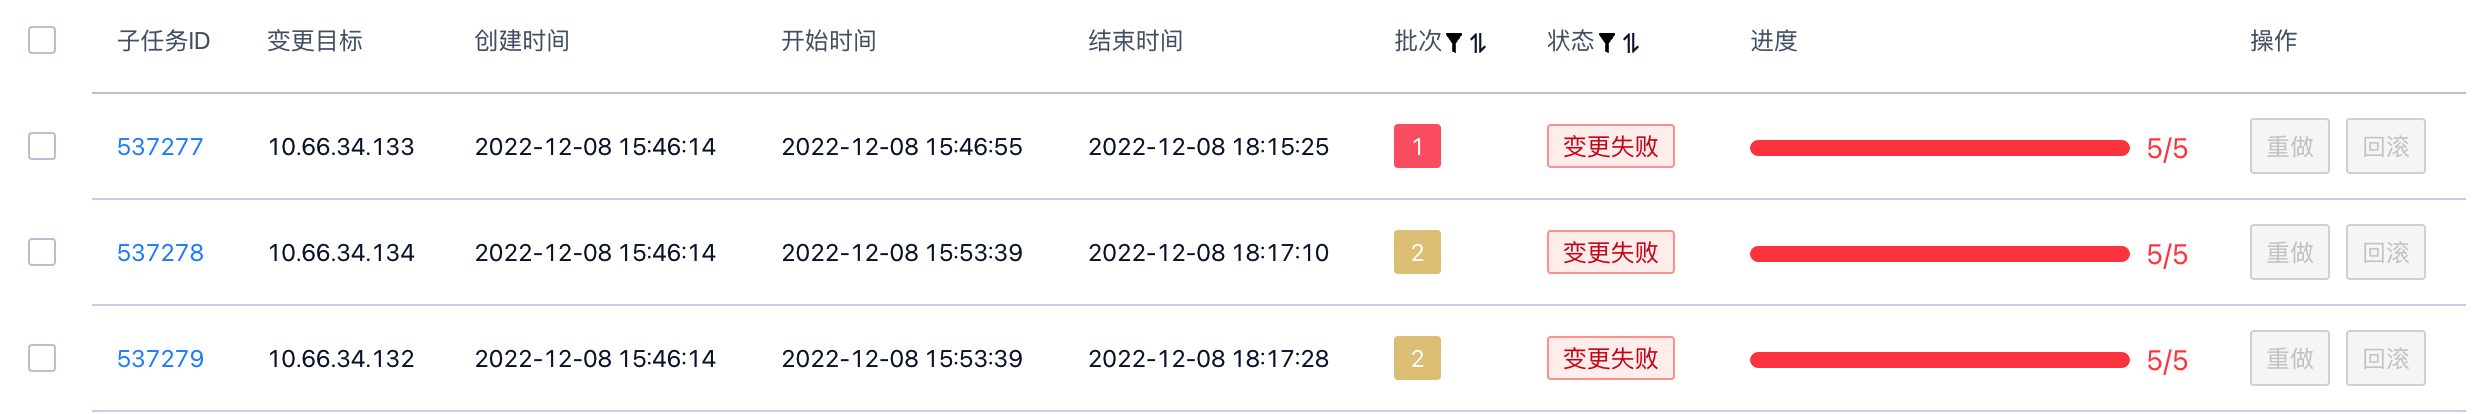 子任务ID 变更目标 创建时间 开始时间 结束时间 批次 状态 进度 操作
537277 10.66.34.133 2022-12-08 15:46:14 2022-12-08 15:46:55 2022-12-08 18:15:25 1 变更失败 5/5 重做 回滚
537278 10.66.34.134 2022-12-08 15:46:14 2022-12-08 15:53:39 2022-12-08 18:17:10 2 变更失败 5/5 重做 回滚
537279 10.66.34.132 2022-12-08 15:46:14 2022-12-08 15:53:39 2022-12-08 18:17:28 2 变更失败 5/5 重做 回滚